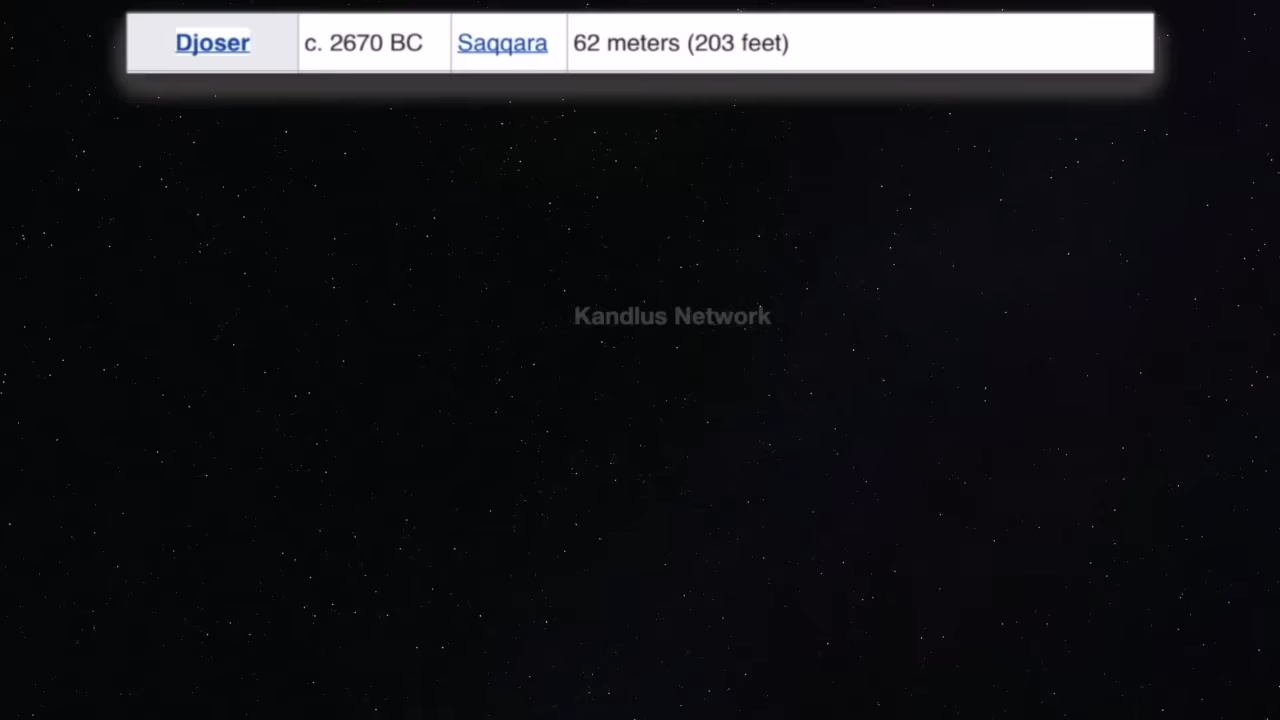 Djoser c. 2670 BC Saqqara 62 meters (203 feet)
Kandlus Network